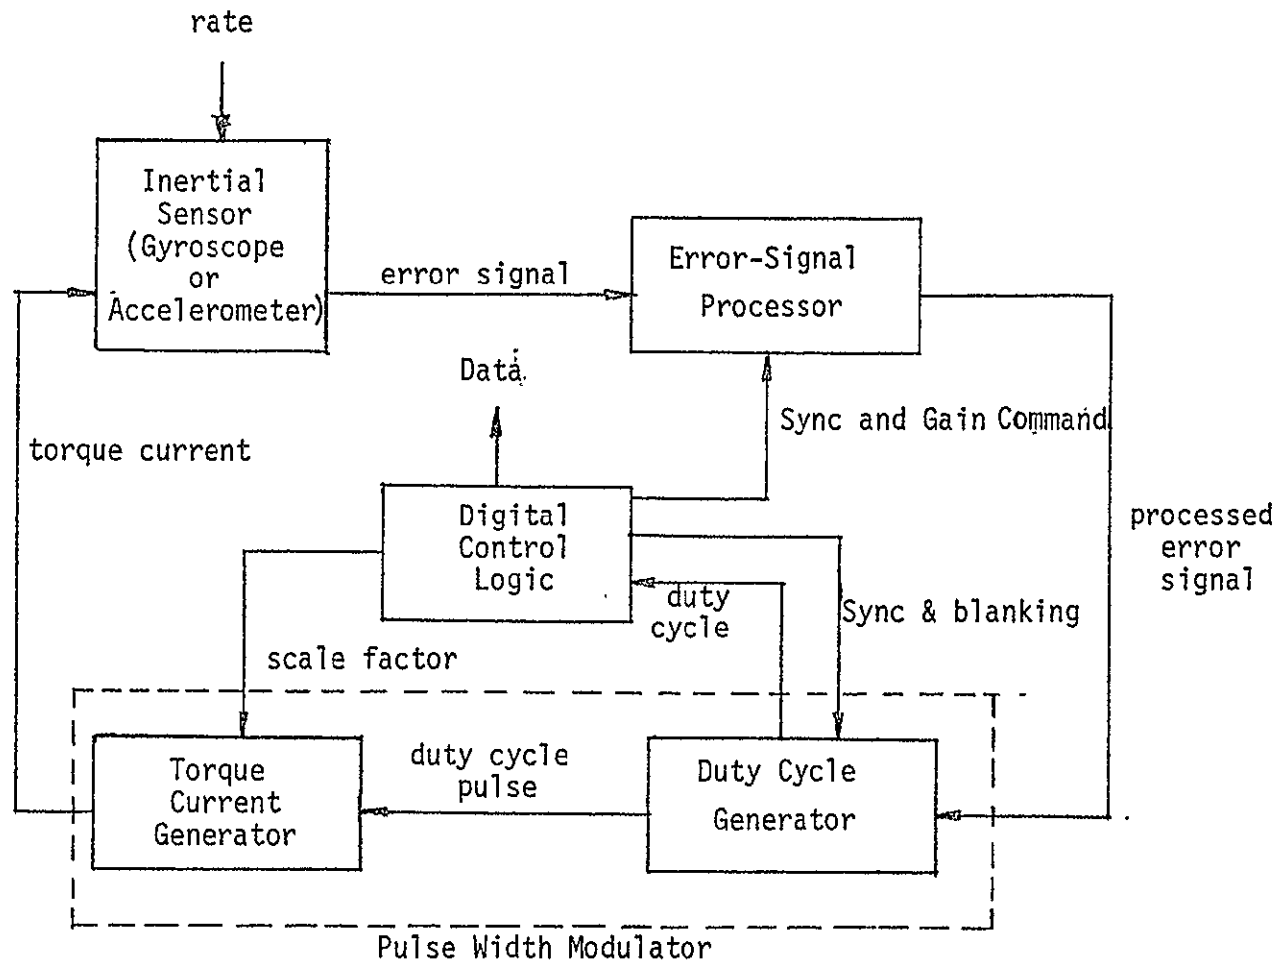 rate
Inertial
Sensor
(Gyroscope
or
Accelerometer)
error signal
Error-Signal
Processor
Data
Sync and Gain Command
torque current
Digital
Control
Logic
processed
error
signal
duty
cycle
Sync & blanking
scale factor
Torque
Current
Generator
duty cycle
pulse
Duty Cycle
Generator
Pulse Width Modulator